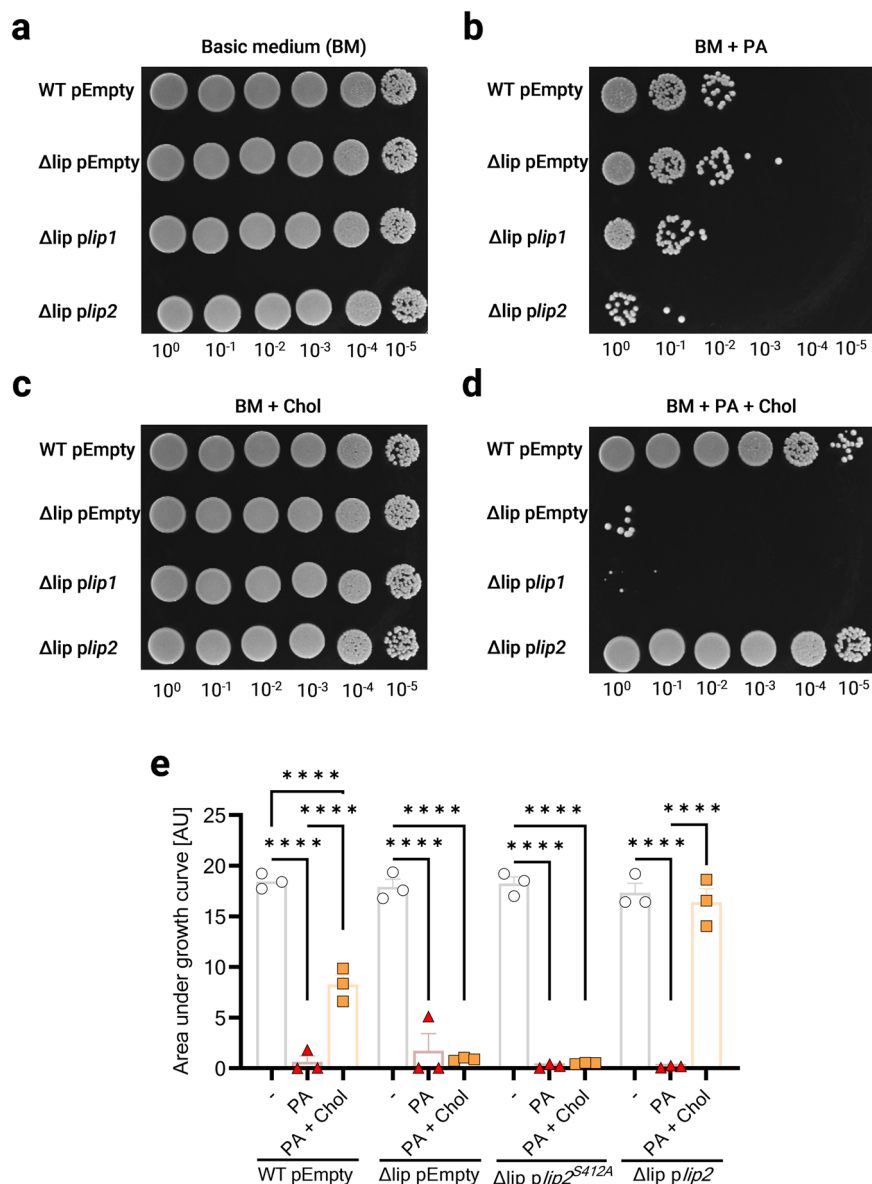 a
Basic medium (BM)
WT pEmpty
Δlip pEmpty
Δlip plip1
Δlip plip2
10⁰ 10⁻¹ 10⁻² 10⁻³ 10⁻⁴ 10⁻⁵
b
BM + PA
WT pEmpty
Δlip pEmpty
Δlip plip1
Δlip plip2
10⁰ 10⁻¹ 10⁻² 10⁻³ 10⁻⁴ 10⁻⁵
c
BM + Chol
WT pEmpty
Δlip pEmpty
Δlip plip1
Δlip plip2
10⁰ 10⁻¹ 10⁻² 10⁻³ 10⁻⁴ 10⁻⁵
d
BM + PA + Chol
WT pEmpty
Δlip pEmpty
Δlip plip1
Δlip plip2
10⁰ 10⁻¹ 10⁻² 10⁻³ 10⁻⁴ 10⁻⁵
e
Area under growth curve [AU]
25
20
15
10
5
0
**** **** ****
**** ****
**** ****
**** ****
- PA PA + Chol - PA PA + Chol - PA PA + Chol - PA PA + Chol
WT pEmpty Δlip pEmpty Δlip plip2ˢ⁴¹²ᴬ Δlip plip2